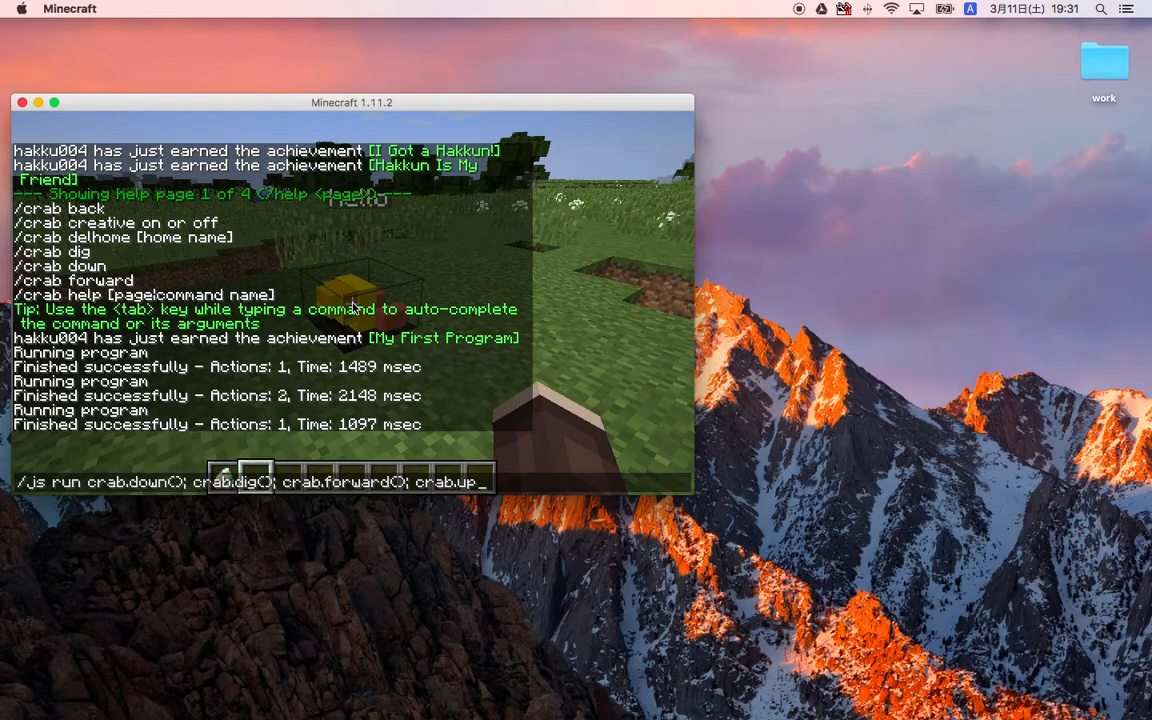 Minecraft
A
3月11日(土) 19:31
work
Minecraft 1.11.2
hakku004 has just earned the achievement [I Got a Hakkun!]
hakku004 has just earned the achievement [Hakkun Is My
Friend]
--- Showing help page 1 of 4 (/help <page>) ---
Hello
/crab back
/crab creative on or off
/crab delhome [home name]
/crab dig
/crab down
/crab forward
/crab help [page|command name]
Tip: Use the <tab> key while typing a command to auto-complete
the command or its arguments
hakku004 has just earned the achievement [My First Program]
Running program
Finished successfully - Actions: 1, Time: 1489 msec
Running program
Finished successfully - Actions: 2, Time: 2148 msec
Running program
Finished successfully - Actions: 1, Time: 1097 msec
/js run crab.down(); crab.dig(); crab.forward(); crab.up_